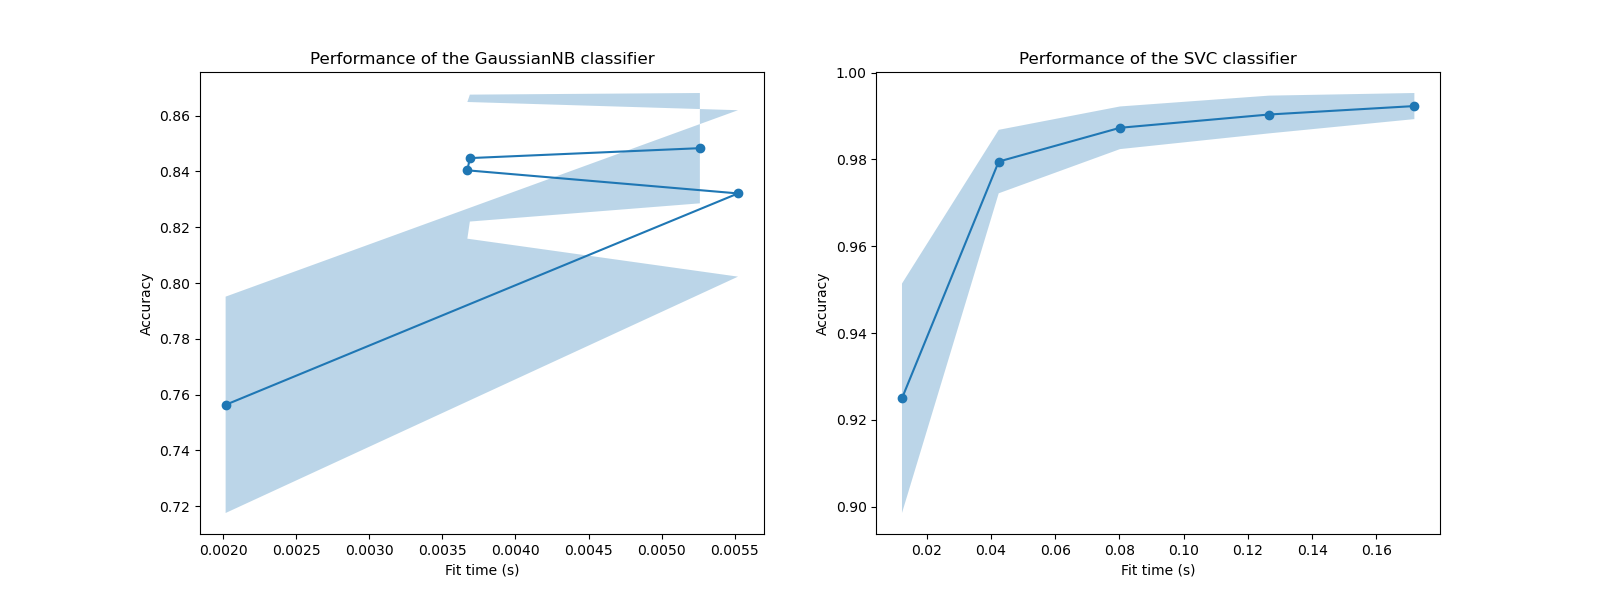 Performance of the GaussianNB classifier
Accuracy
0.86
0.84
0.82
0.80
0.78
0.76
0.74
0.72
0.0020 0.0025 0.0030 0.0035 0.0040 0.0045 0.0050 0.0055
Fit time (s)
Performance of the SVC classifier
Accuracy
1.00
0.98
0.96
0.94
0.92
0.90
0.02 0.04 0.06 0.08 0.10 0.12 0.14 0.16
Fit time (s)